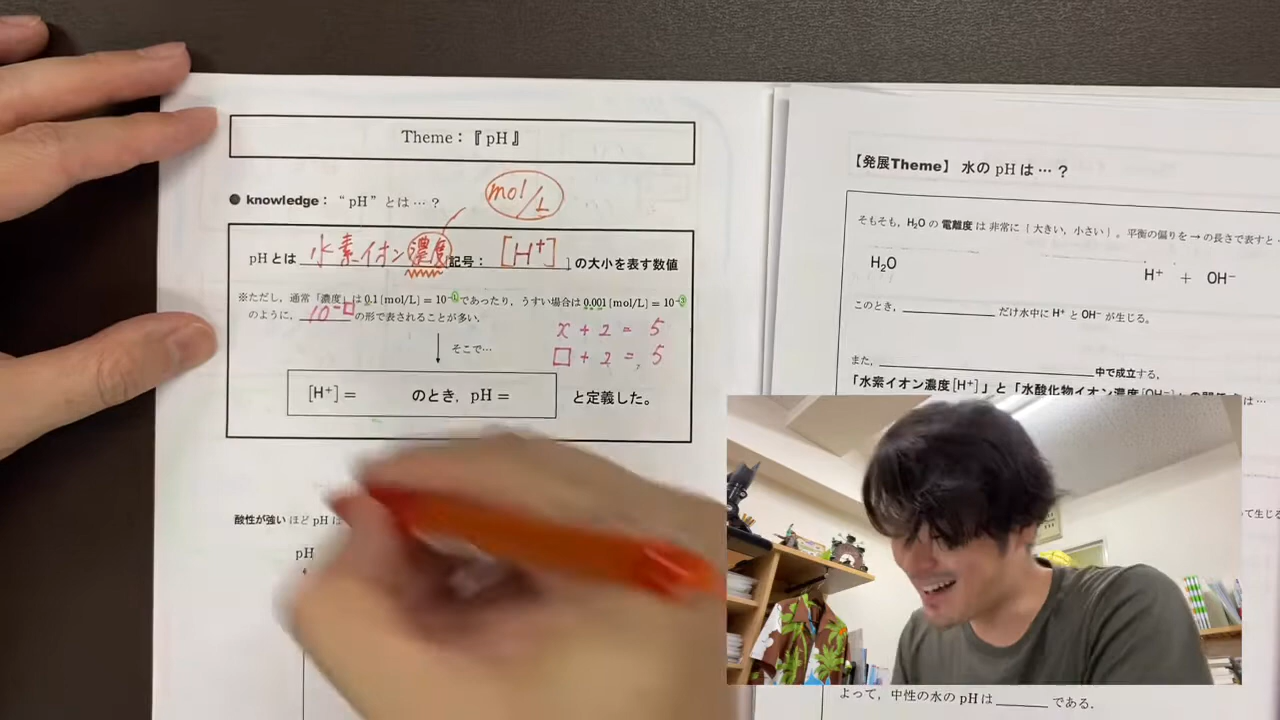 Theme：『pH』
● knowledge： “pH”とは…？
mol/L
pHとは 水素イオン濃度 記号： [H⁺] の大小を表す数値
※ただし，通常「濃度」は 0.1 [mol/L] = 10⁻¹ であったり，うすい場合は 0.001 [mol/L] = 10⁻³
のように， 10⁻□ の形で表されることが多い．
x + 2 = 5
□ + 2 = 5
そこで…
[H⁺] = のとき，pH = と定義した。
酸性が強い ほど pH は
pH
【発展Theme】 水の pH は … ？
そもそも，H₂O の 電離度 は 非常に [ 大きい，小さい ] 。平衡の偏りを → の長さで表すと
H₂O H⁺ + OH⁻
このとき， だけ水中に H⁺ と OH⁻ が生じる。
また， 中で成立する，
「水素イオン濃度[H⁺]」と「水酸化物イオン濃度[OH⁻]」の は…
て生じる
よって，中性の水の pH は である．